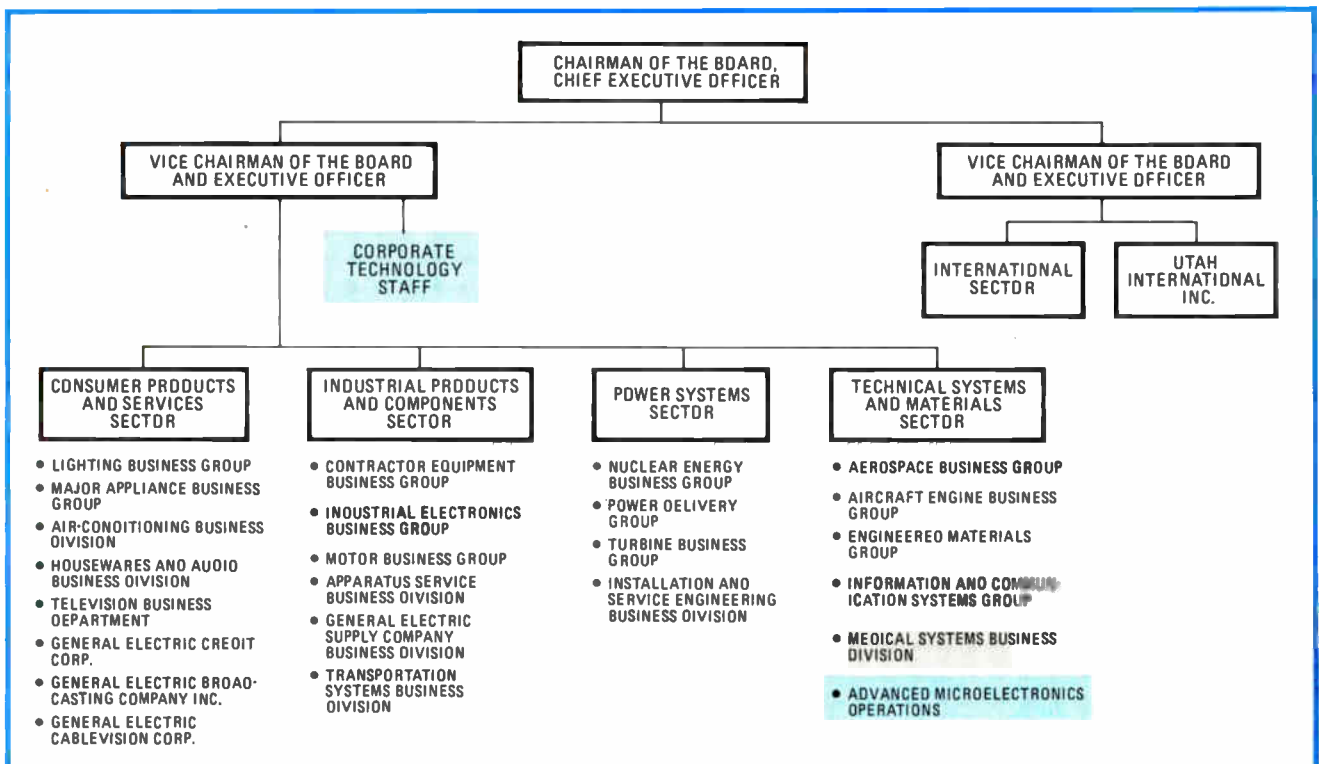 CHAIRMAN OF THE BOARD,
CHIEF EXECUTIVE OFFICER
VICE CHAIRMAN OF THE BOARD
AND EXECUTIVE OFFICER
VICE CHAIRMAN OF THE BOARD
AND EXECUTIVE OFFICER
CORPORATE
TECHNOLOGY
STAFF
INTERNATIONAL
SECTOR
UTAH
INTERNATIONAL
INC.
CONSUMER PRODUCTS
AND SERVICES
SECTOR
• LIGHTING BUSINESS GROUP
• MAJOR APPLIANCE BUSINESS
GROUP
• AIR-CONDITIONING BUSINESS
DIVISION
• HOUSEWARES AND AUDIO
BUSINESS DIVISION
• TELEVISION BUSINESS
DEPARTMENT
• GENERAL ELECTRIC CREDIT
CORP.
• GENERAL ELECTRIC BROAD-
CASTING COMPANY INC.
• GENERAL ELECTRIC
CABLEVISION CORP.
INDUSTRIAL PRODUCTS
AND COMPONENTS
SECTOR
• CONTRACTOR EQUIPMENT
BUSINESS GROUP
• INDUSTRIAL ELECTRONICS
BUSINESS GROUP
• MOTOR BUSINESS GROUP
• APPARATUS SERVICE
BUSINESS DIVISION
• GENERAL ELECTRIC
SUPPLY COMPANY
BUSINESS DIVISION
• TRANSPORTATION
SYSTEMS BUSINESS
DIVISION
POWER SYSTEMS
SECTOR
• NUCLEAR ENERGY
BUSINESS GROUP
• POWER DELIVERY
GROUP
• TURBINE BUSINESS
GROUP
• INSTALLATION AND
SERVICE ENGINEERING
BUSINESS DIVISION
TECHNICAL SYSTEMS
AND MATERIALS
SECTOR
• AEROSPACE BUSINESS GROUP
• AIRCRAFT ENGINE BUSINESS
GROUP
• ENGINEERED MATERIALS
GROUP
• INFORMATION AND COMMUN-
ICATION SYSTEMS GROUP
• MEDICAL SYSTEMS BUSINESS
DIVISION
• ADVANCED MICROELECTRONICS
OPERATIONS